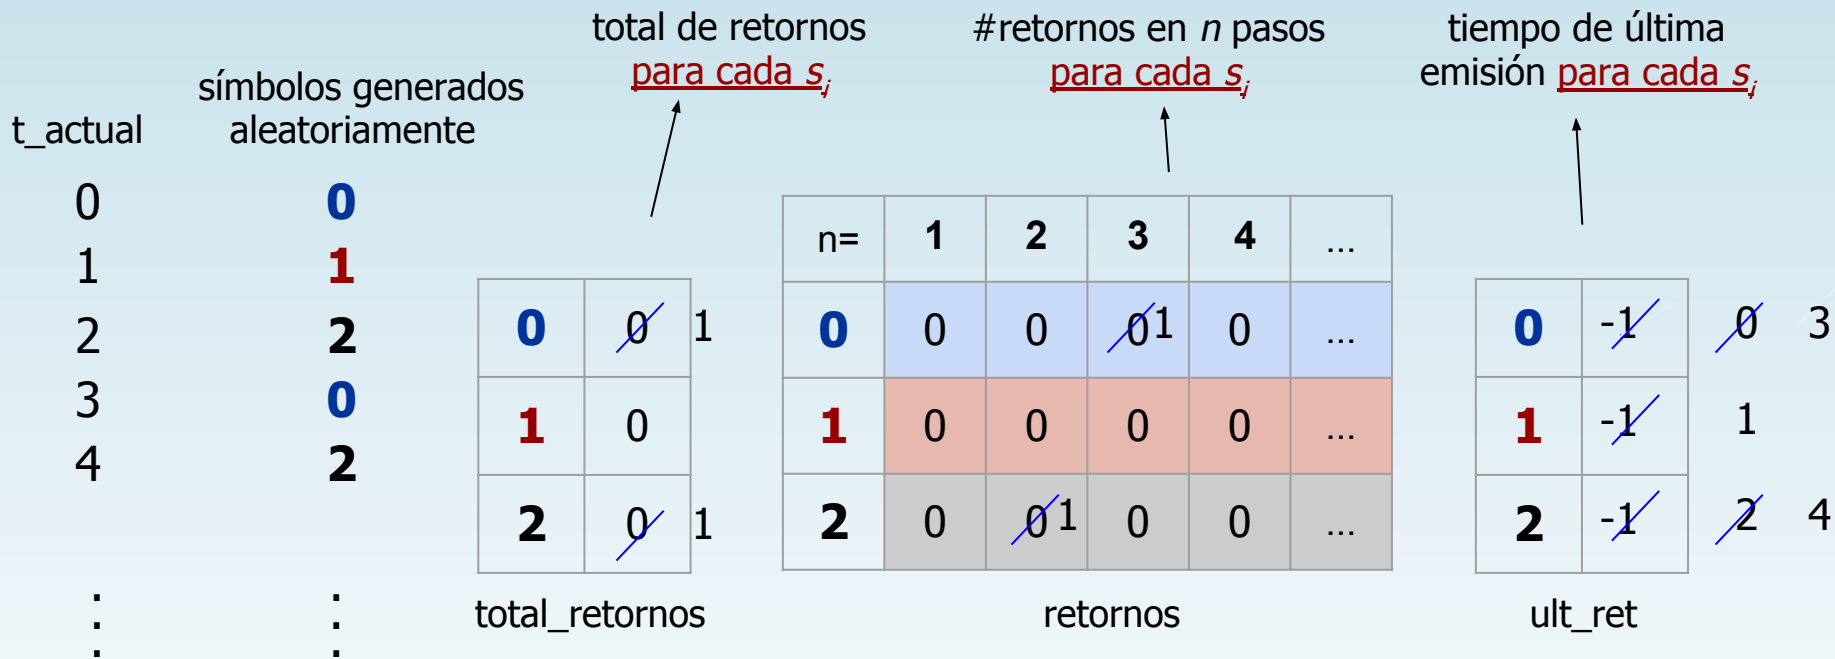 total de retornos
para cada si
#retornos en n pasos
para cada si
tiempo de última
emisión para cada si
t_actual
símbolos generados
aleatoriamente
0 0
1 1
2 2
3 0
4 2
. .
. .
. .
0 0 1
1 0
2 0 1
total_retornos
n= 1 2 3 4 ...
0 0 0 0 1 0 ...
1 0 0 0 0 ...
2 0 0 1 0 0 ...
retornos
0 -1 0 3
1 -1 1
2 -1 2 4
ult_ret